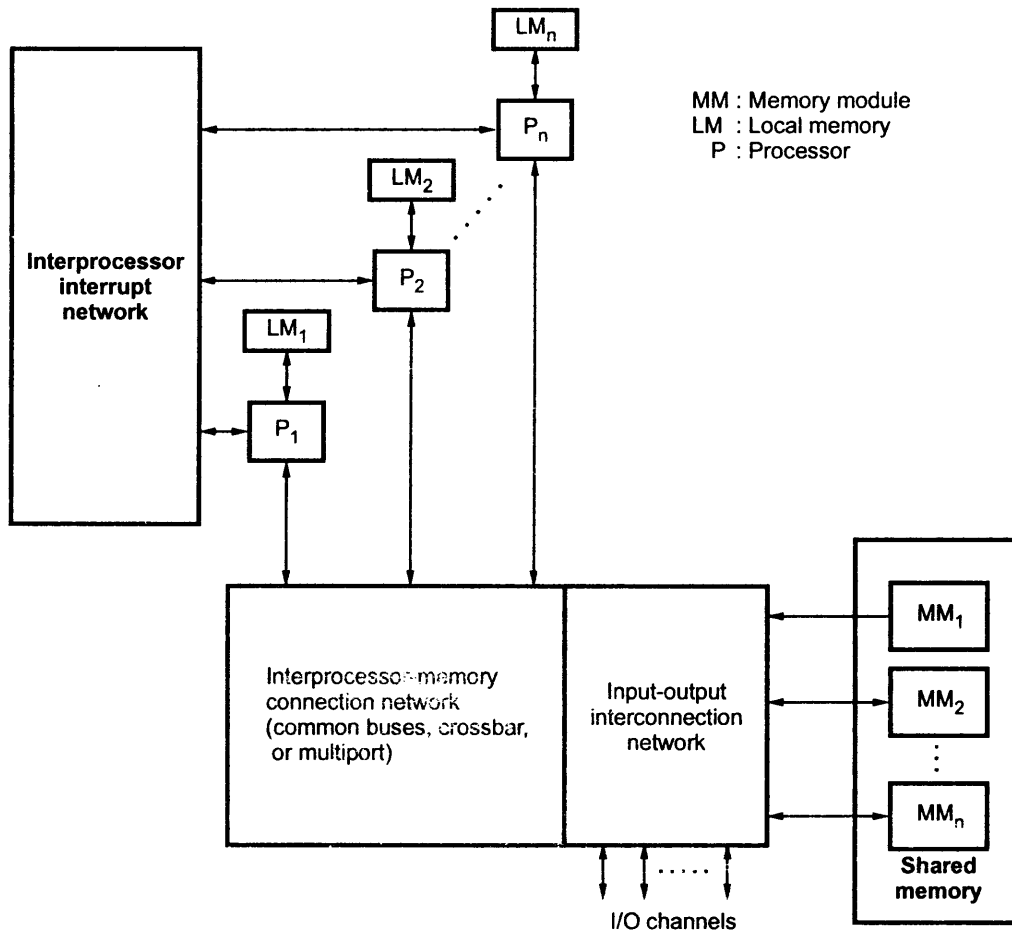 LMₙ
Pₙ
MM : Memory module
LM : Local memory
P : Processor
LM₂
P₂
Interprocessor
interrupt
network
LM₁
P₁
Interprocessor-memory
connection network
(common buses, crossbar,
or multiport)
Input-output
interconnection
network
MM₁
MM₂
MMₙ
Shared
memory
I/O channels